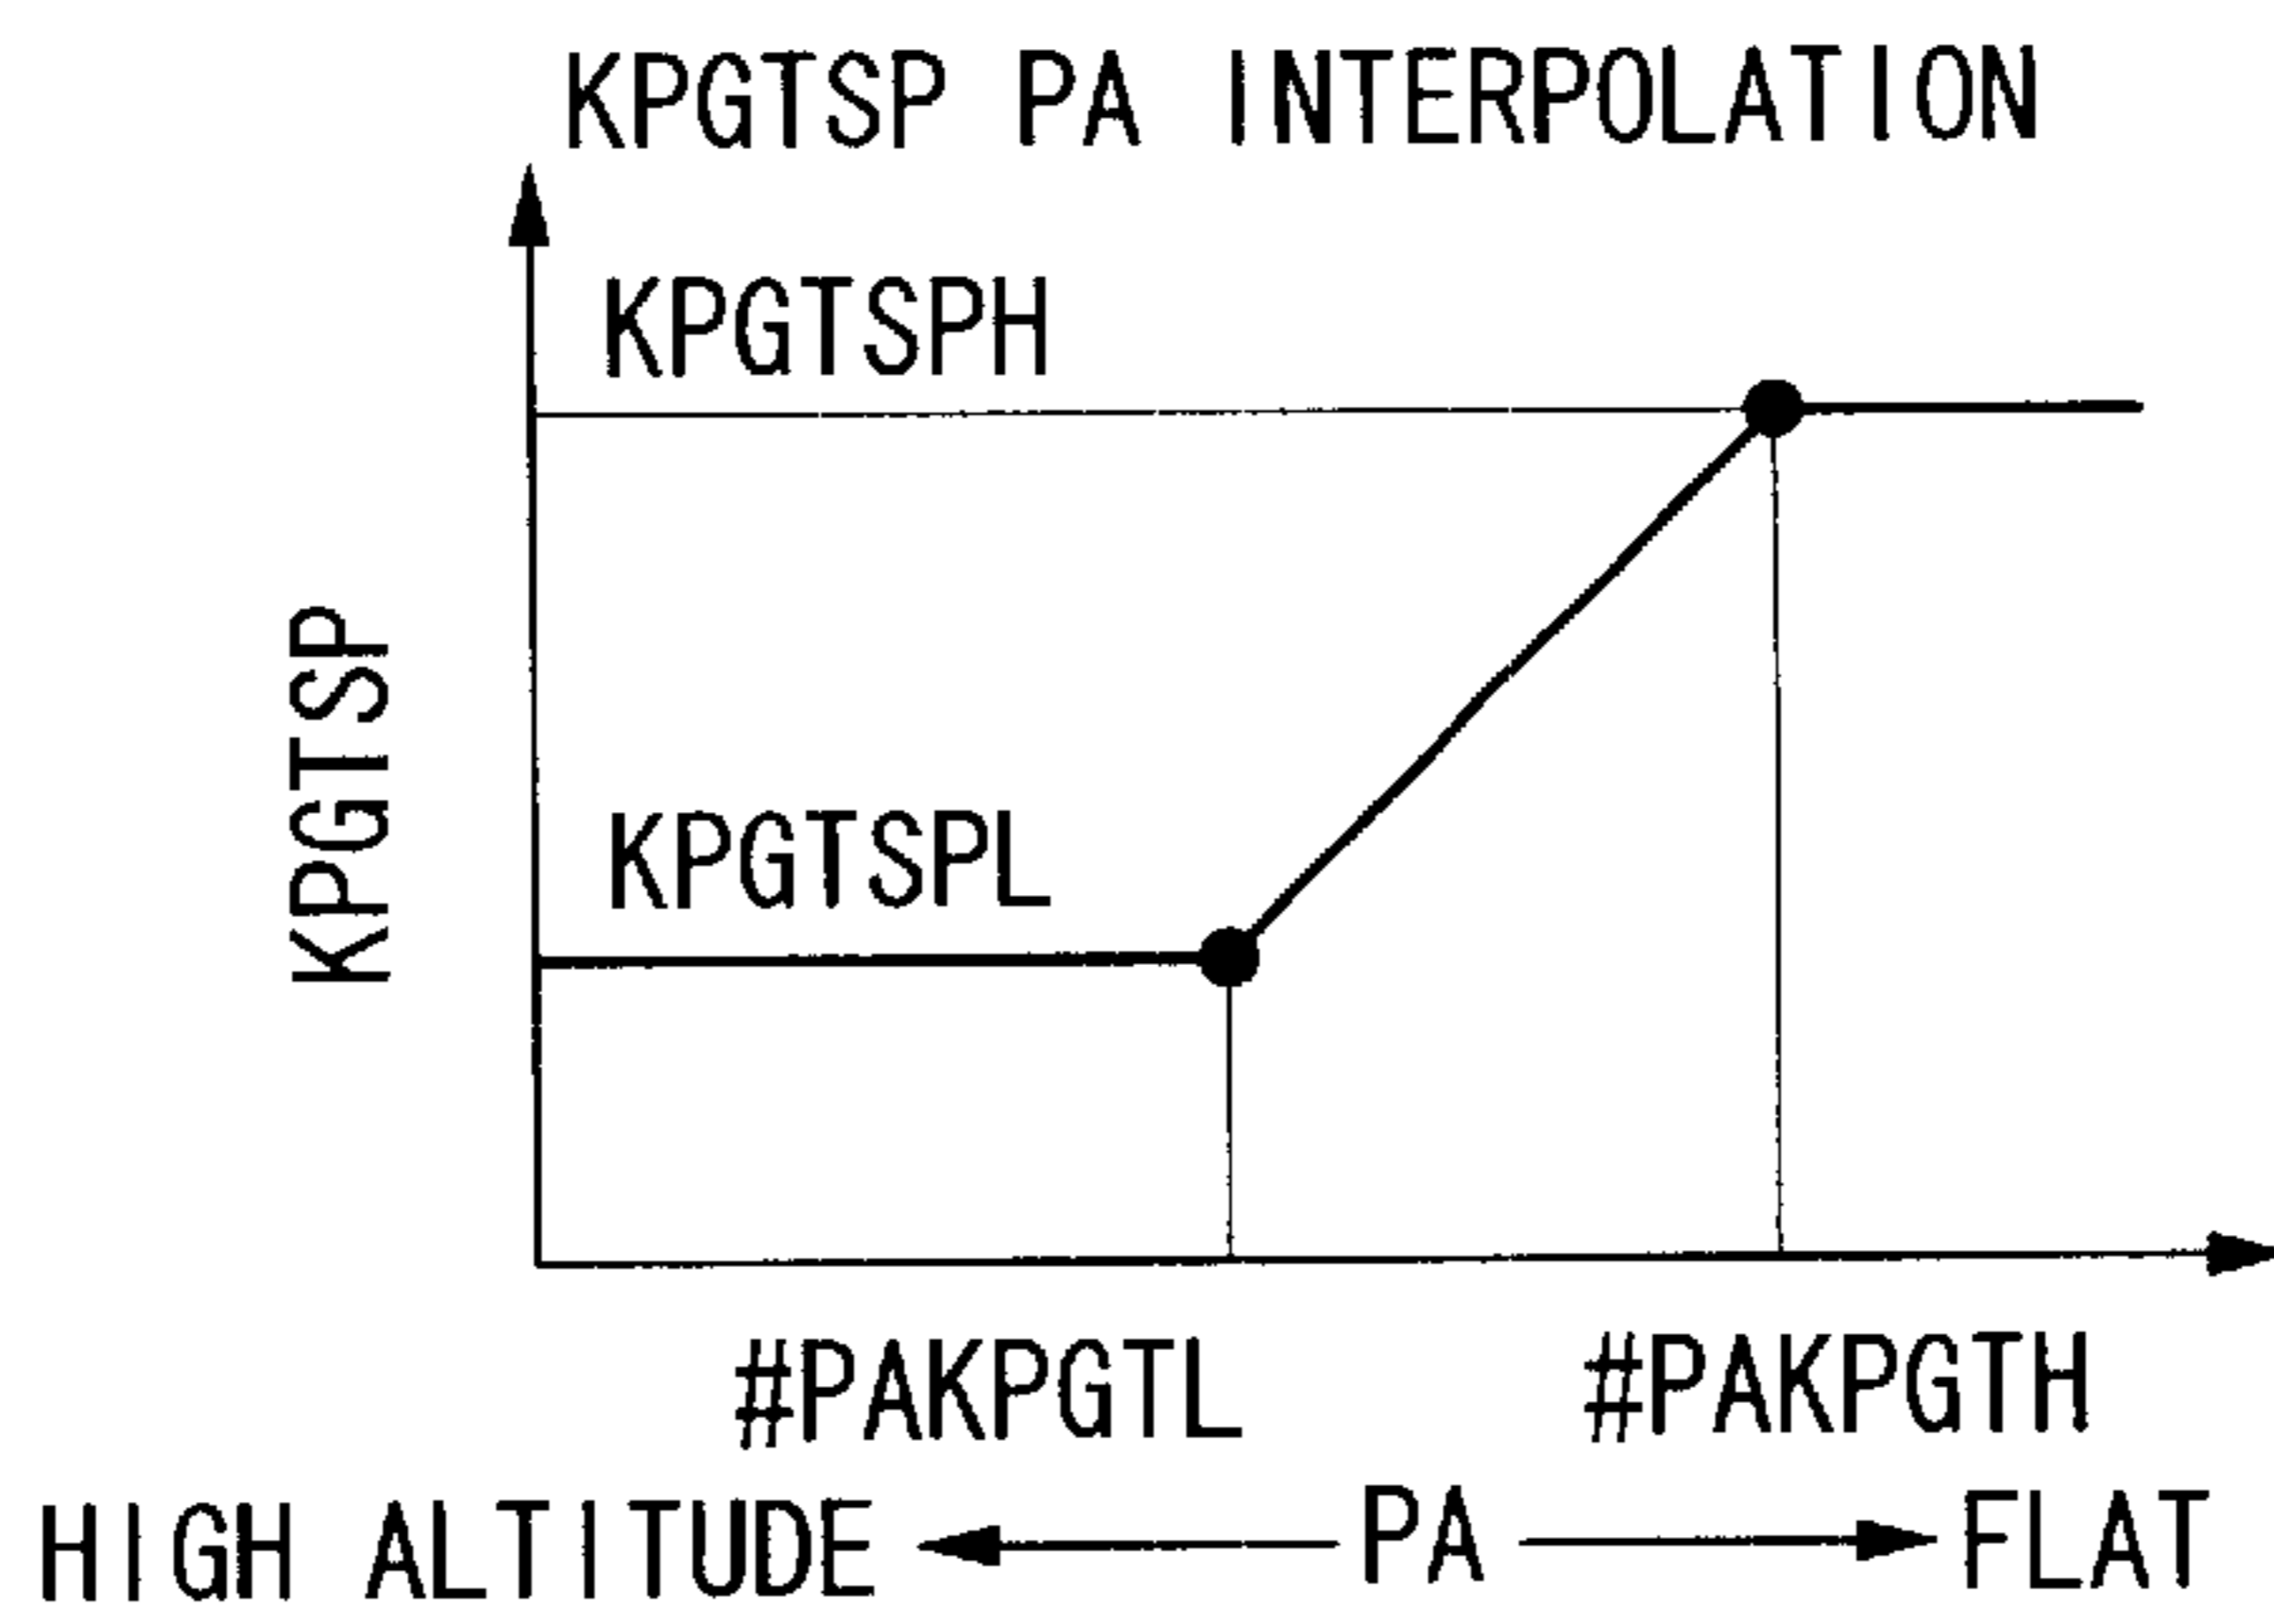 KPGTSP PA INTERPOLATION
KPGTSPH
KPGTSP
KPGTSPL
#PAKPGTL #PAKPGTH
HIGH ALTITUDE PA FLAT